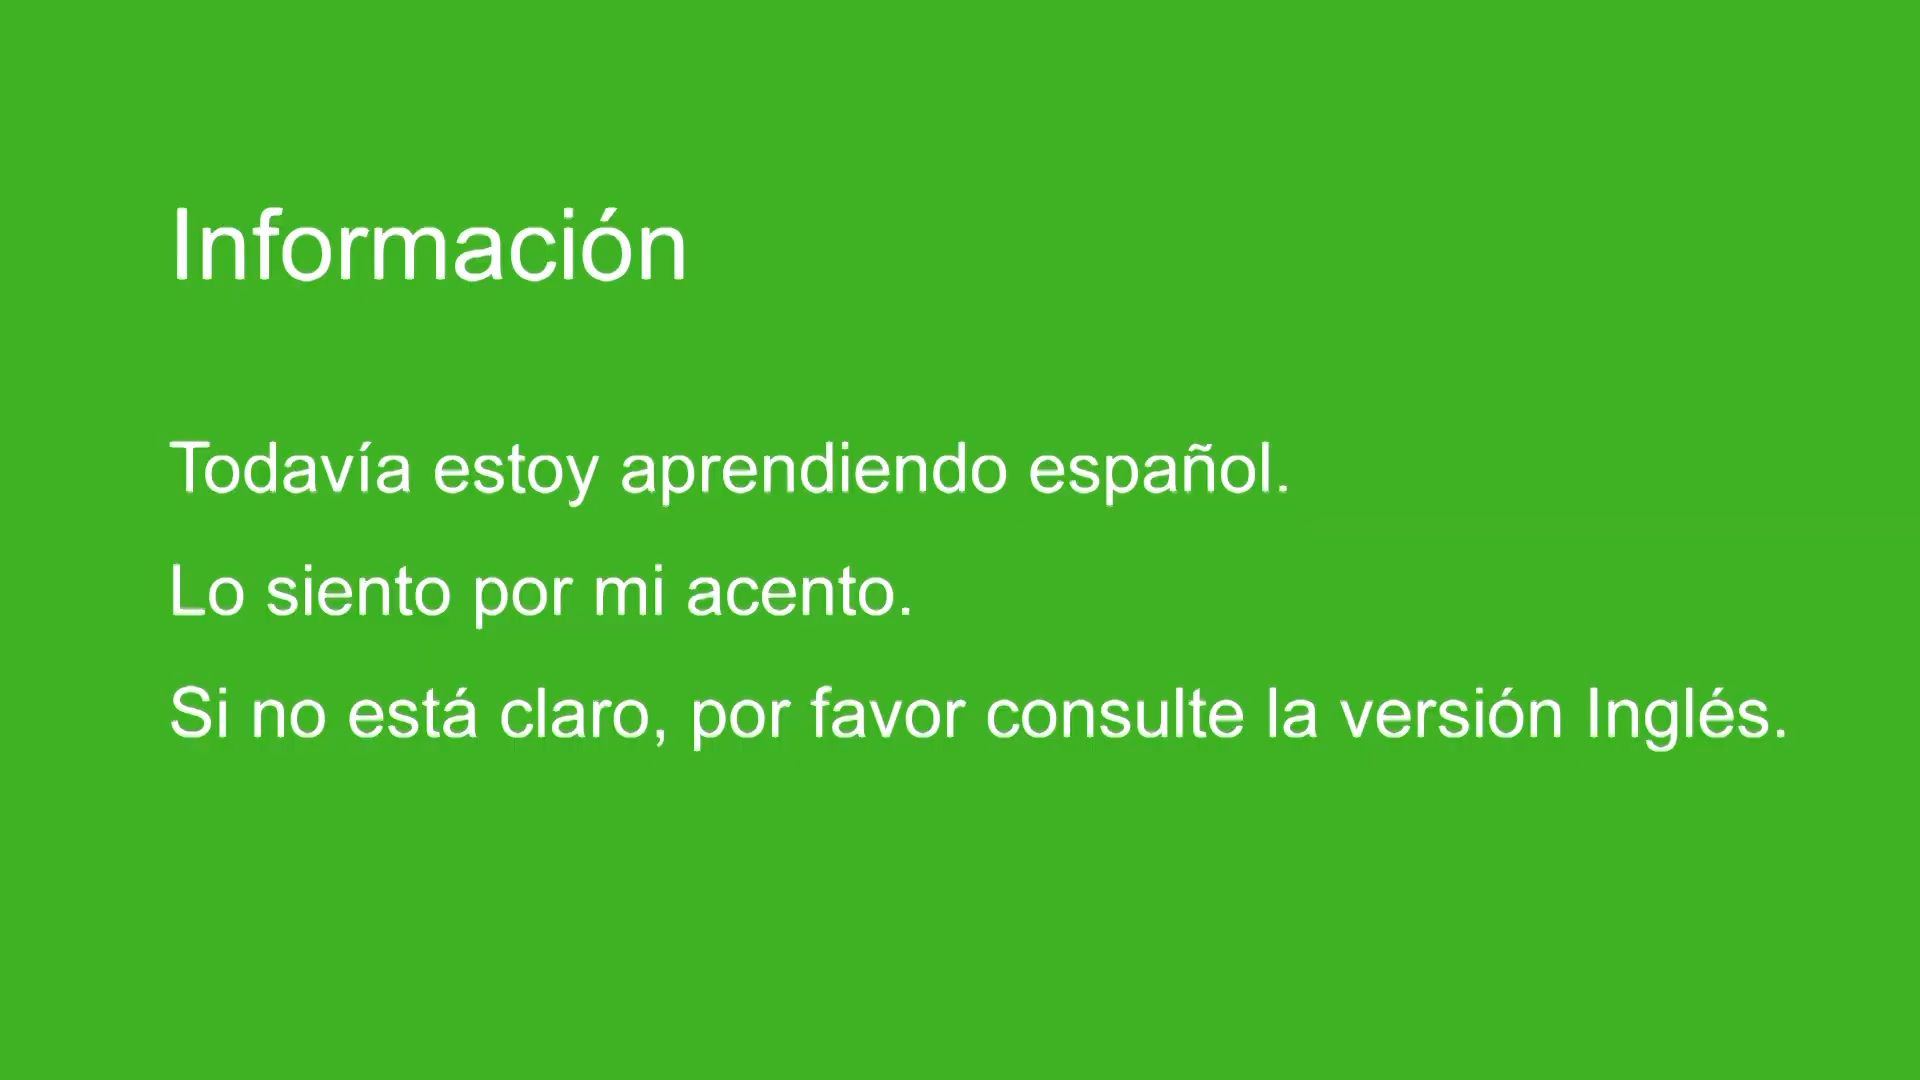 Información
Todavía estoy aprendiendo español.
Lo siento por mi acento.
Si no está claro, por favor consulte la versión Inglés.